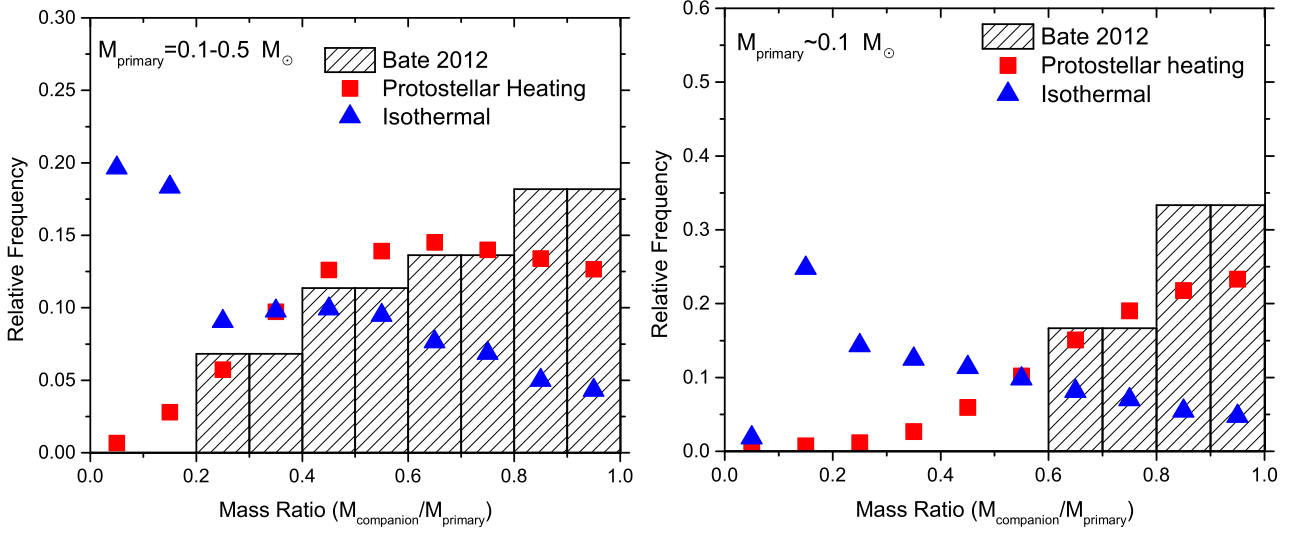 M_primary=0.1-0.5 M_☉
Bate 2012
Protostellar Heating
Isothermal
0.30
0.25
0.20
0.15
0.10
0.05
0.00
Relative Frequency
0.0 0.2 0.4 0.6 0.8 1.0
Mass Ratio (M_companion/M_primary)
M_primary~0.1 M_☉
Bate 2012
Protostellar heating
Isothermal
0.6
0.5
0.4
0.3
0.2
0.1
0.0
Relative Frequency
0.0 0.2 0.4 0.6 0.8 1.0
Mass Ratio (M_companion/M_primary)